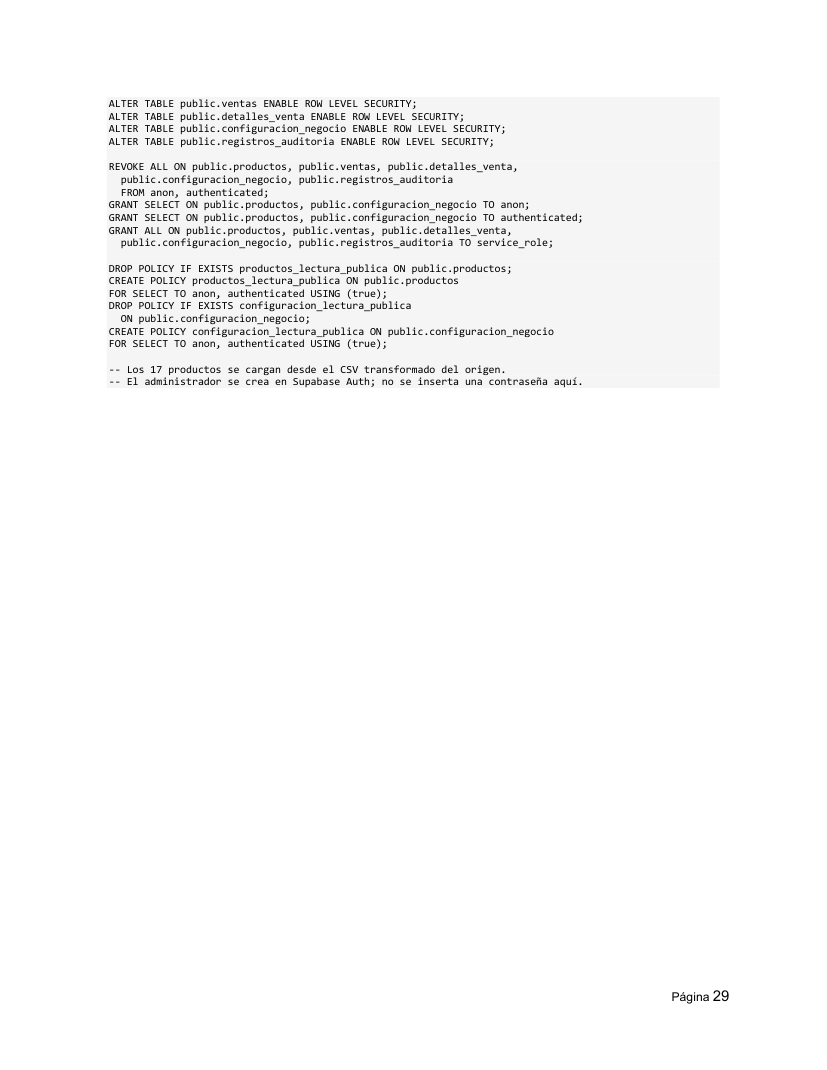 ALTER TABLE public.ventas ENABLE ROW LEVEL SECURITY;
ALTER TABLE public.detalles_venta ENABLE ROW LEVEL SECURITY;
ALTER TABLE public.configuracion_negocio ENABLE ROW LEVEL SECURITY;
ALTER TABLE public.registros_auditoria ENABLE ROW LEVEL SECURITY;

REVOKE ALL ON public.productos, public.ventas, public.detalles_venta,
  public.configuracion_negocio, public.registros_auditoria
  FROM anon, authenticated;
GRANT SELECT ON public.productos, public.configuracion_negocio TO anon;
GRANT SELECT ON public.productos, public.configuracion_negocio TO authenticated;
GRANT ALL ON public.productos, public.ventas, public.detalles_venta,
  public.configuracion_negocio, public.registros_auditoria TO service_role;

DROP POLICY IF EXISTS productos_lectura_publica ON public.productos;
CREATE POLICY productos_lectura_publica ON public.productos
FOR SELECT TO anon, authenticated USING (true);
DROP POLICY IF EXISTS configuracion_lectura_publica
  ON public.configuracion_negocio;
CREATE POLICY configuracion_lectura_publica ON public.configuracion_negocio
FOR SELECT TO anon, authenticated USING (true);

-- Los 17 productos se cargan desde el CSV transformado del origen.
-- El administrador se crea en Supabase Auth; no se inserta una contraseña aquí.
Página 29